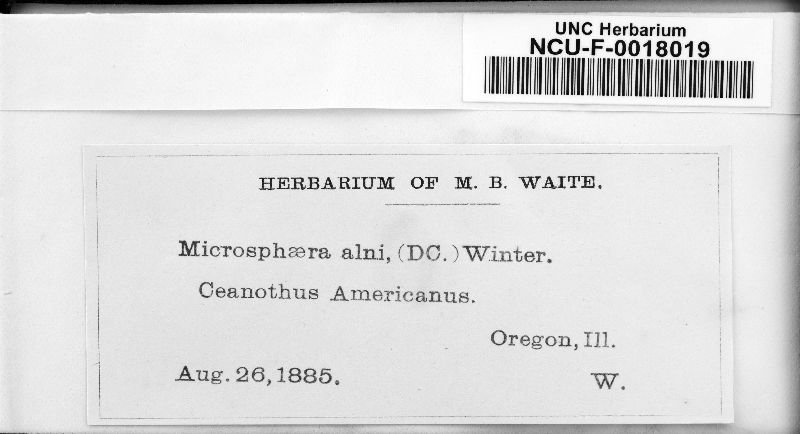 UNC Herbarium
NCU-F-0018019
HERBARIUM OF M. B. WAITE.
Microsphæra alni, (DC.) Winter.
Ceanothus Americanus.
Oregon, Ill.
Aug. 26, 1885.
W.